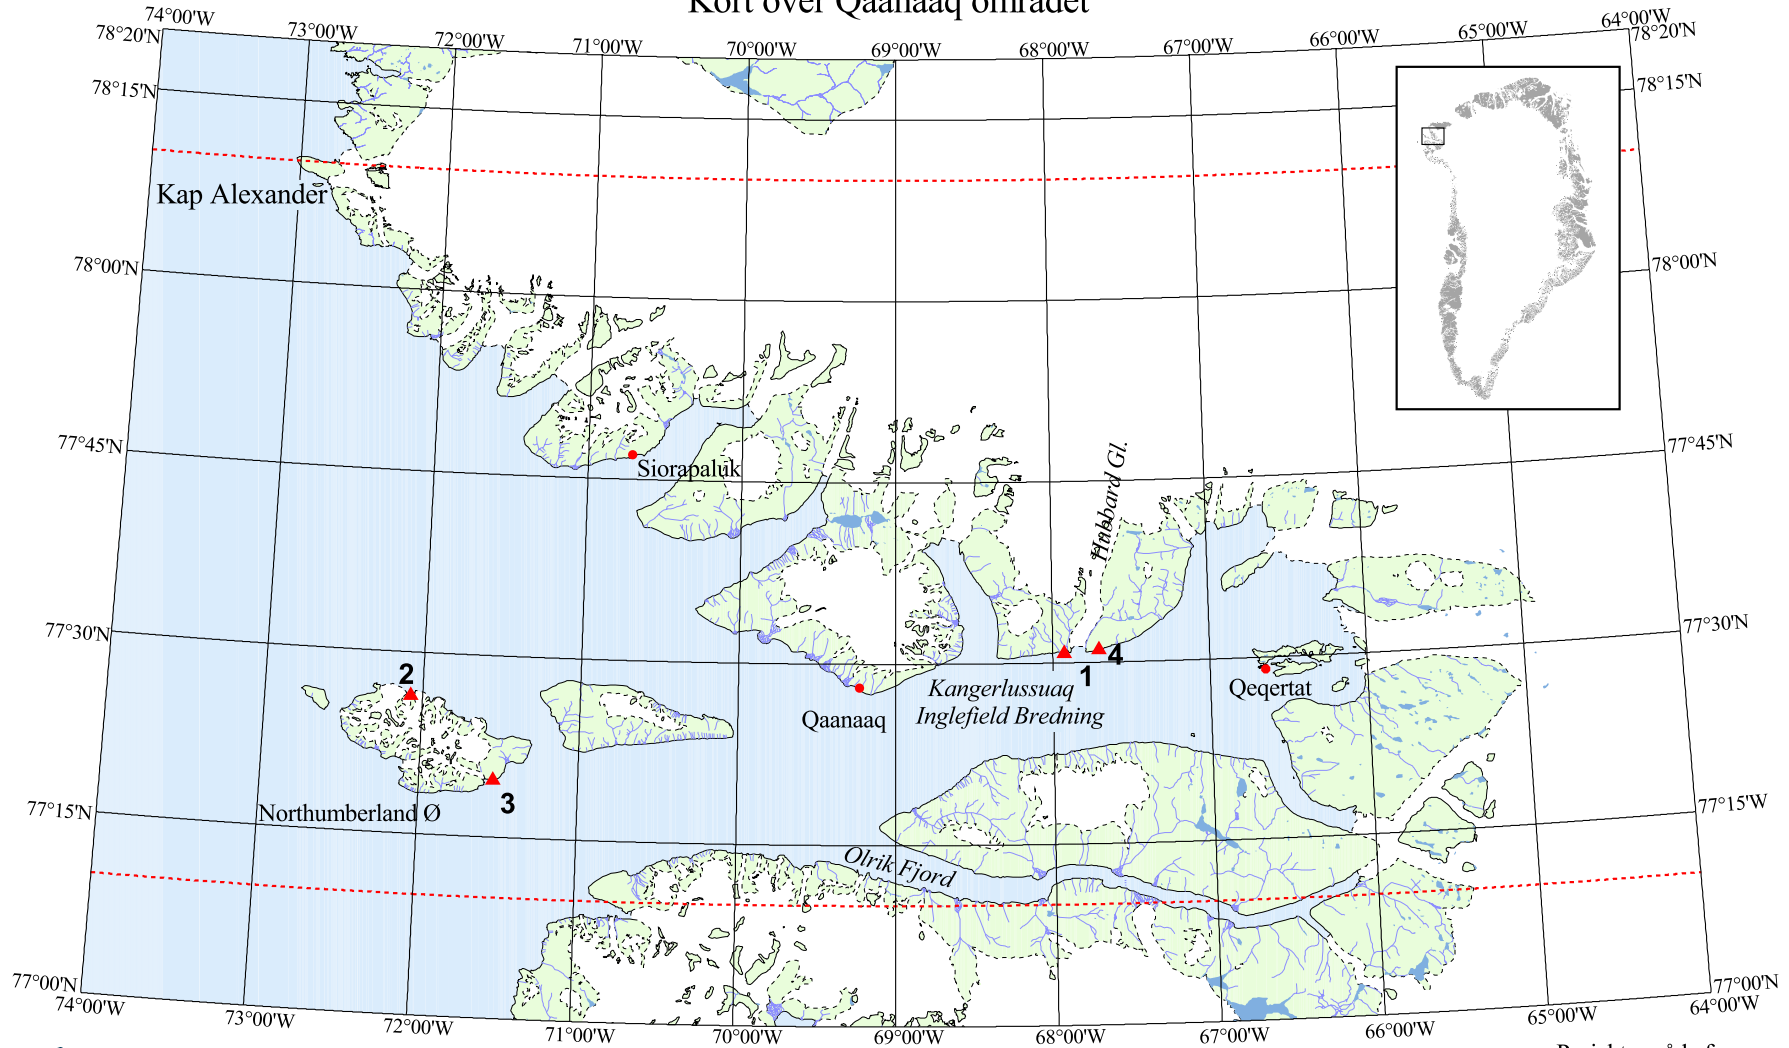 Kort over Qaanaaq området
74°00'W
73°00'W
72°00'W
71°00'W
70°00'W
69°00'W
68°00'W
67°00'W
66°00'W
65°00'W
64°00'W
78°20'N
78°20'N
78°15'N
78°15'N
Kap Alexander
78°00'N
78°00'N
77°45'N
77°45'N
Siorapaluk
Hubbard Gl.
77°30'N
77°30'N
2
4
1
Kangerlussuaq
Inglefield Bredning
Qeqertat
Qaanaaq
3
Northumberland Ø
77°15'N
77°15'W
Olrik Fjord
77°00'N
77°00'N
74°00'W
73°00'W
72°00'W
71°00'W
70°00'W
69°00'W
68°00'W
67°00'W
66°00'W
65°00'W
64°00'W